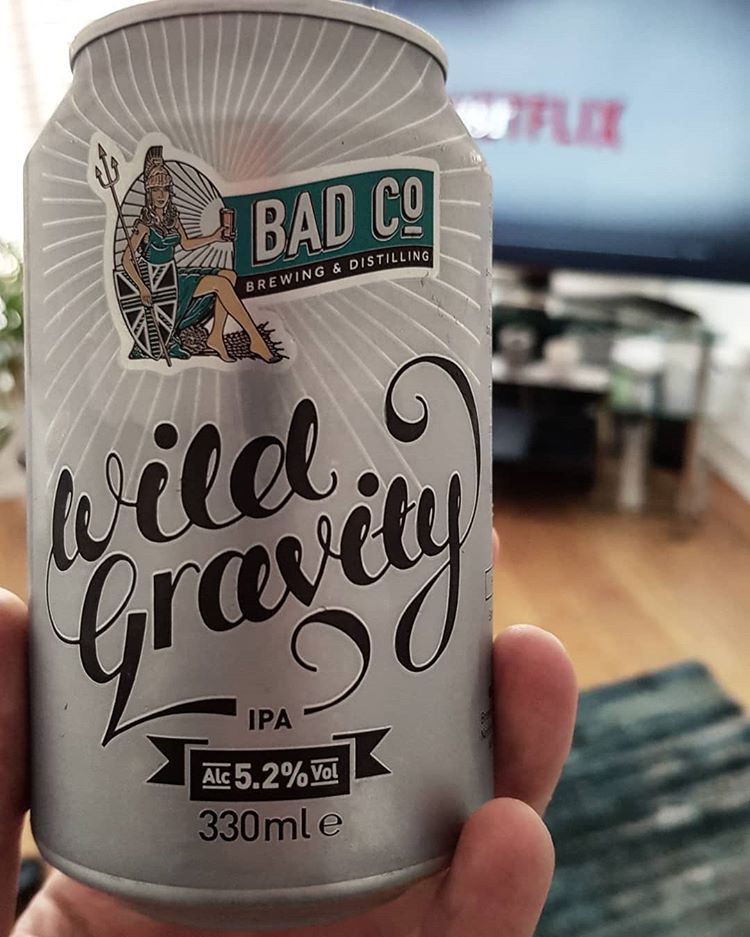 NETFLIX
BAD CO
BREWING & DISTILLING
Wild
Gravity
IPA
Alc 5.2% Vol
330ml e